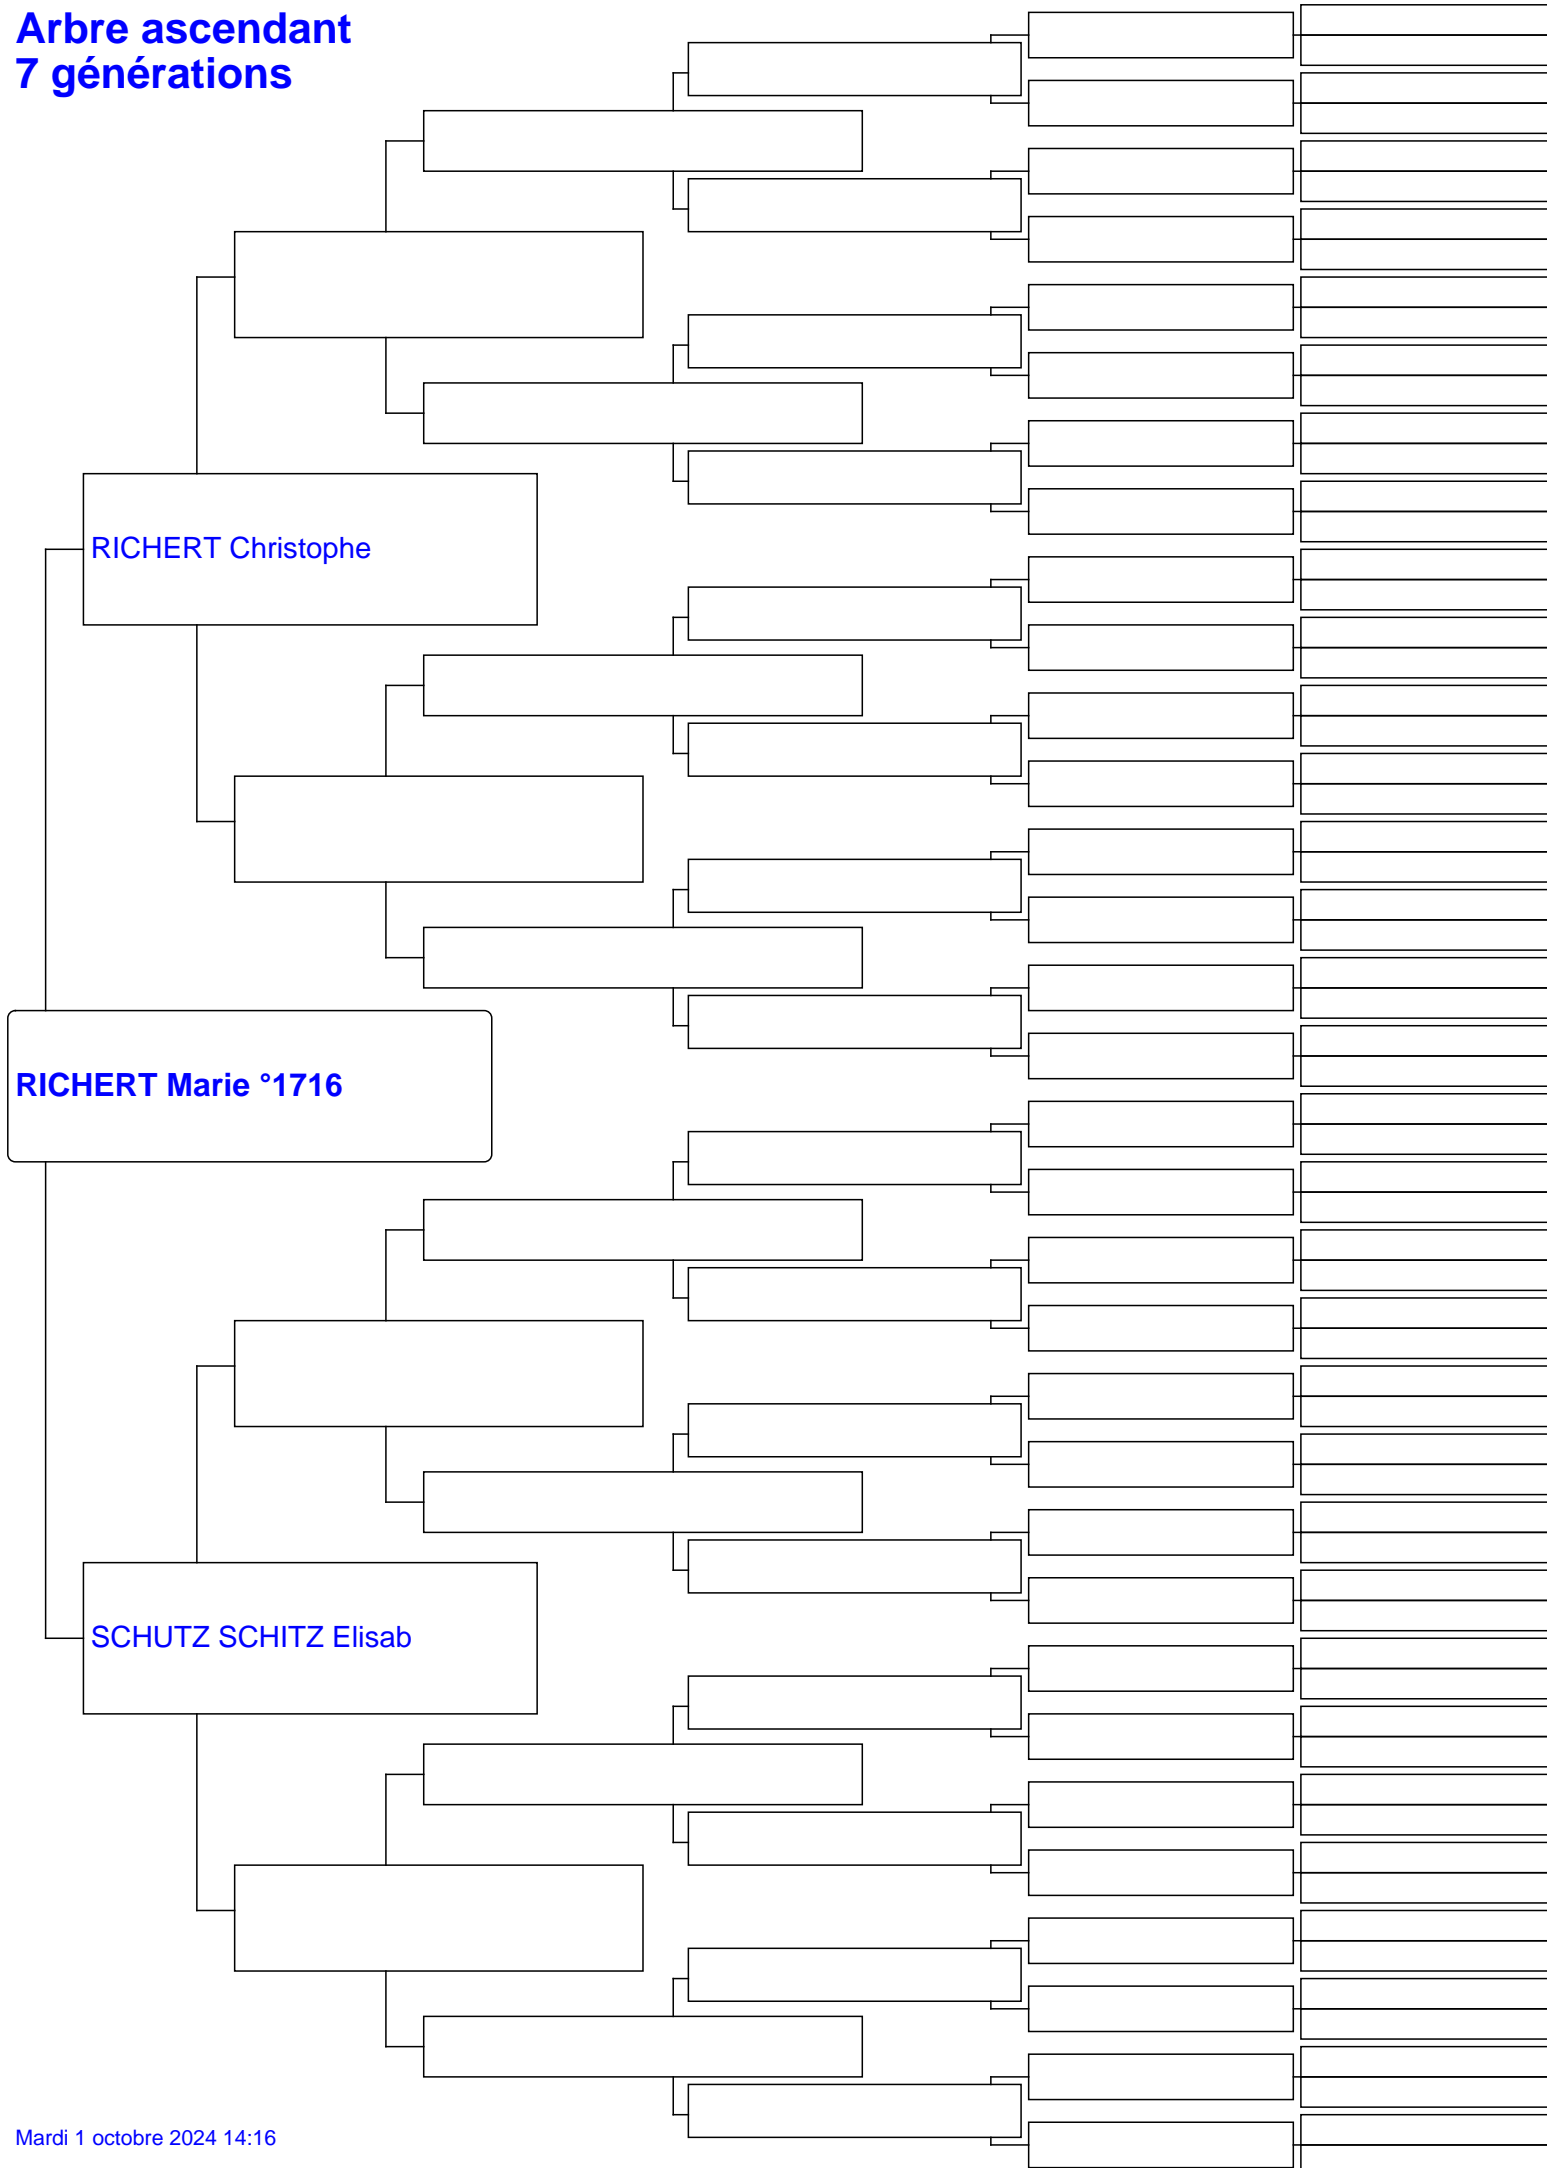 Arbre ascendant
7 générations
RICHERT Christophe
RICHERT Marie °1716
SCHUTZ SCHITZ Elisab
Mardi 1 octobre 2024 14:16